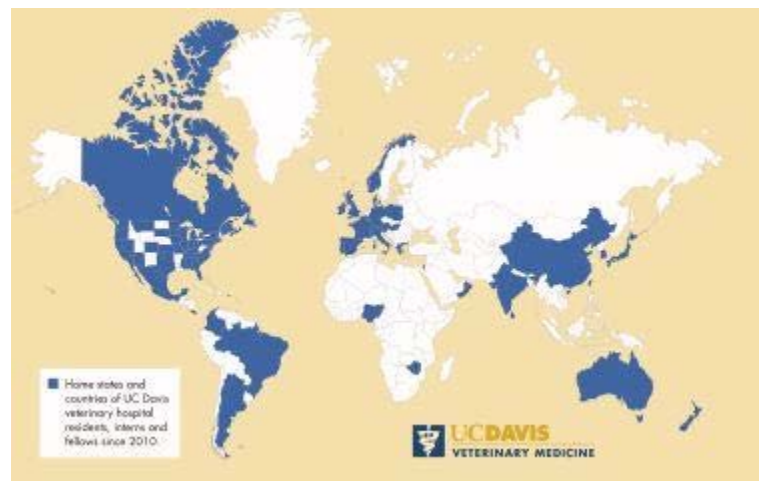 Home states and
countries of UC Davis
veterinary hospital
residents, interns and
fellows since 2010.
UCDAVIS
VETERINARY MEDICINE